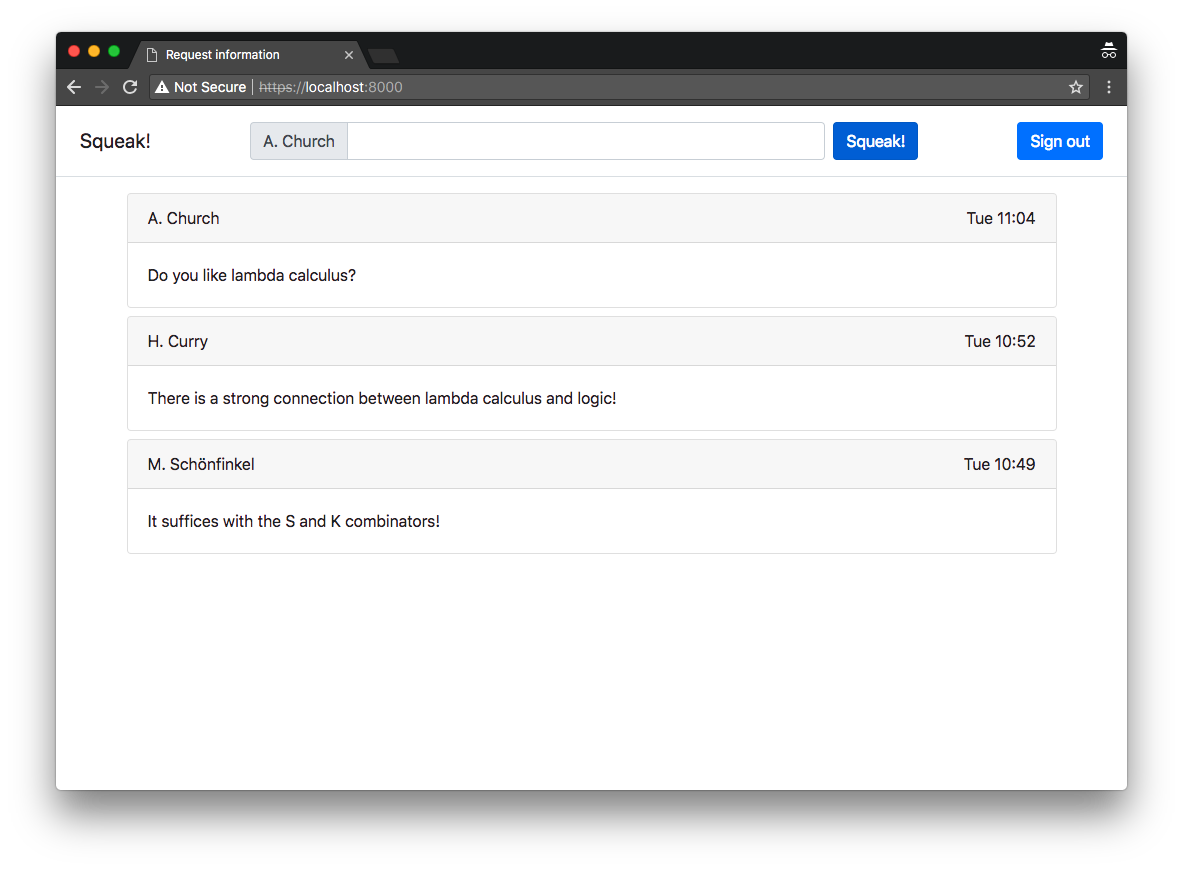 Request information
Not Secure https://localhost:8000
Squeak! A. Church Squeak! Sign out
A. Church Tue 11:04
Do you like lambda calculus?
H. Curry Tue 10:52
There is a strong connection between lambda calculus and logic!
M. Schönfinkel Tue 10:49
It suffices with the S and K combinators!